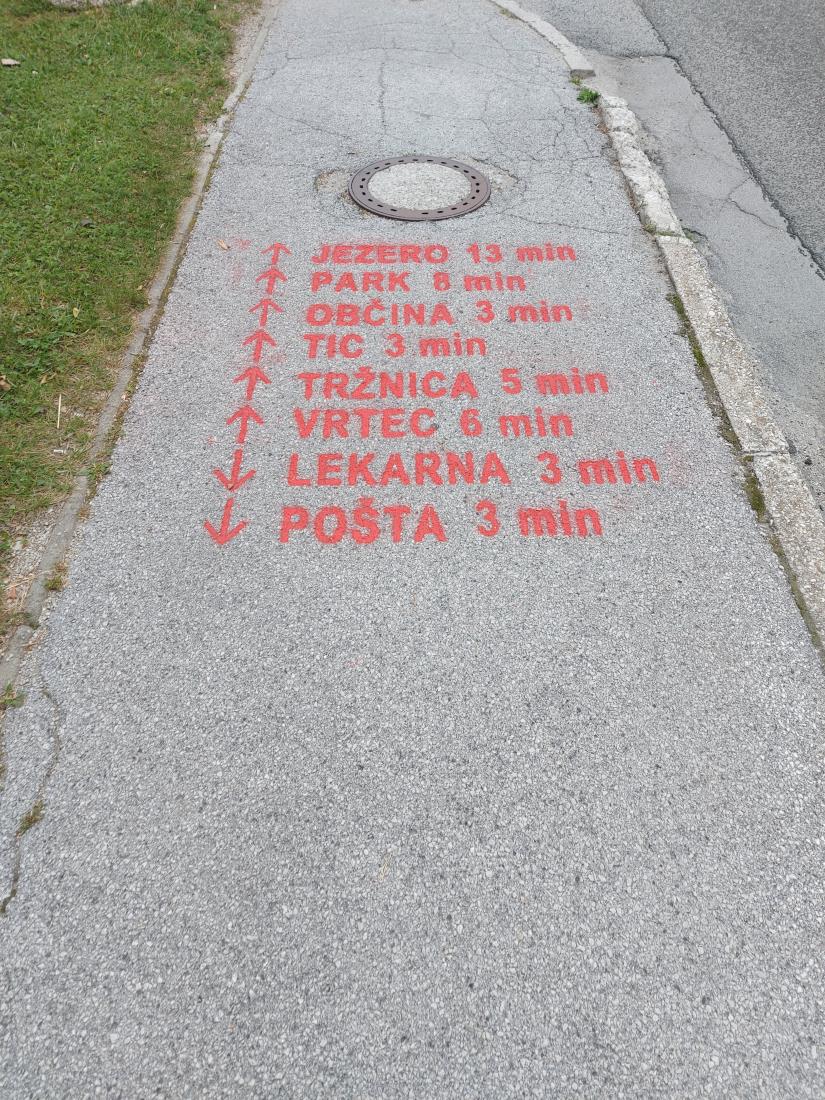 ↑ JEZERO 13 min
↑ PARK 8 min
↑ OBČINA 3 min
↑ TIC 3 min
↑ TRŽNICA 5 min
↑ VRTEC 6 min
↓ LEKARNA 3 min
↓ POŠTA 3 min